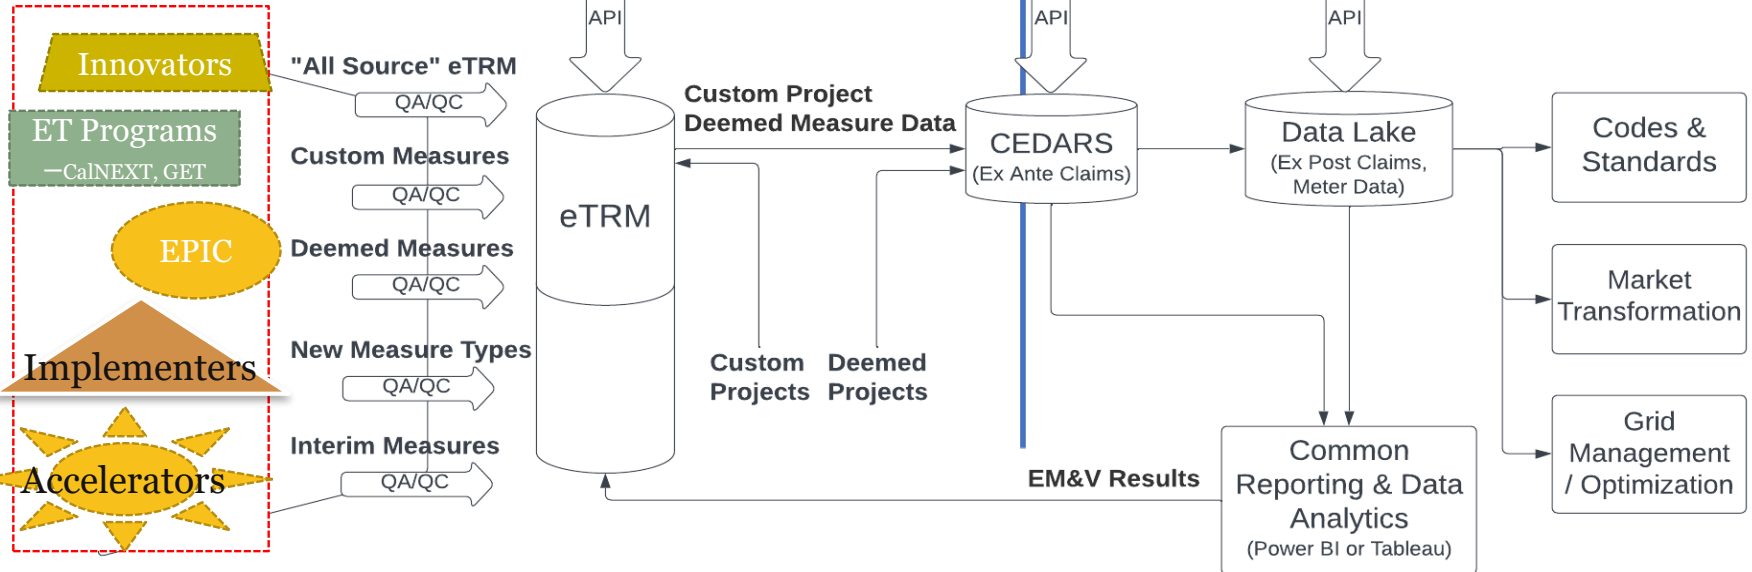 API
API
API
Innovators
ET Programs
—CalNEXT, GET
EPIC
Implementers
Accelerators
"All Source" eTRM
QA/QC
Custom Measures
QA/QC
Deemed Measures
QA/QC
New Measure Types
QA/QC
Interim Measures
QA/QC
eTRM
Custom Project
Deemed Measure Data
Custom
Projects
Deemed
Projects
CEDARS
(Ex Ante Claims)
Data Lake
(Ex Post Claims,
Meter Data)
Codes &
Standards
Market
Transformation
Grid
Management
/ Optimization
EM&V Results
Common
Reporting & Data
Analytics
(Power BI or Tableau)